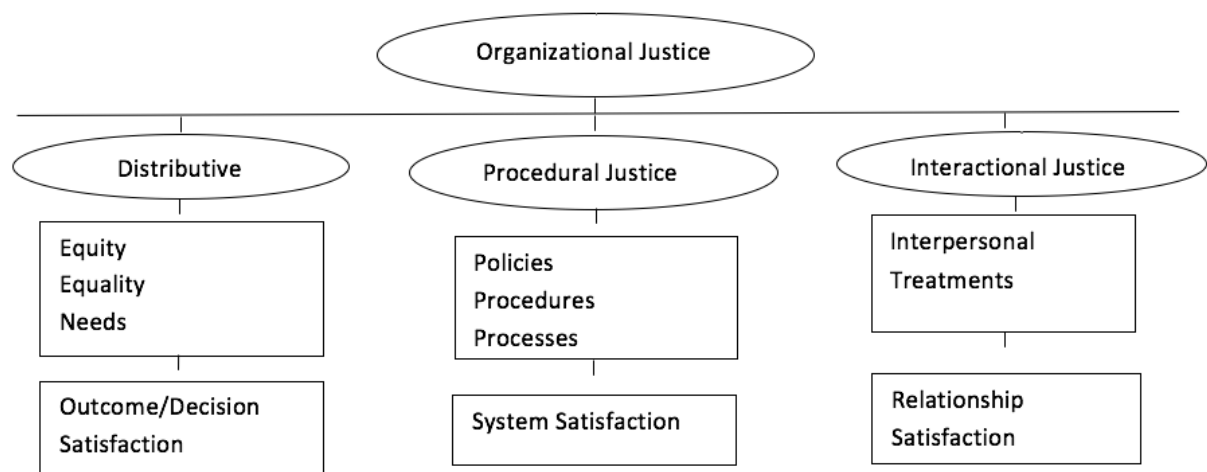 Organizational Justice
Distributive
Procedural Justice
Interactional Justice
Equity
Equality
Needs
Policies
Procedures
Processes
Interpersonal
Treatments
Outcome/Decision
Satisfaction
System Satisfaction
Relationship
Satisfaction